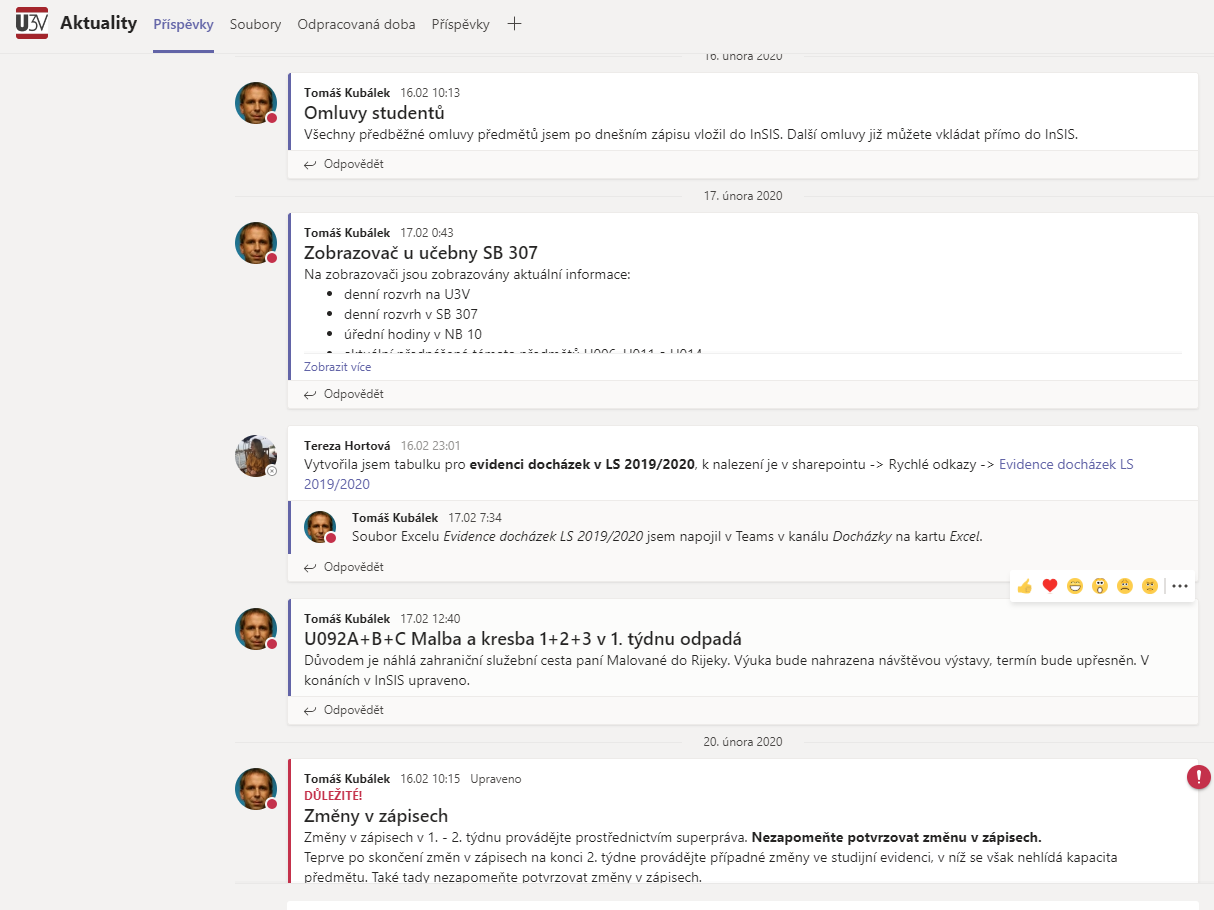 U3V Aktuality Příspěvky Soubory Odpracovaná doba Příspěvky +
16. února 2020
Tomáš Kubálek 16.02 10:13
Omluvy studentů
Všechny předběžné omluvy předmětů jsem po dnešním zápisu vložil do InSIS. Další omluvy již můžete vkládat přímo do InSIS.
Odpovědět
17. února 2020
Tomáš Kubálek 17.02 0:43
Zobrazovač u učebny SB 307
Na zobrazovači jsou zobrazovány aktuální informace:
• denní rozvrh na U3V
• denní rozvrh v SB 307
• úřední hodiny v NB 10
• aktuální přednášená témata předmětů U006, U011 a U014
Zobrazit více
Odpovědět
Tereza Hortová 16.02 23:01
Vytvořila jsem tabulku pro evidenci docházek v LS 2019/2020, k nalezení je v sharepointu -> Rychlé odkazy -> Evidence docházek LS
2019/2020
Tomáš Kubálek 17.02 7:34
Soubor Excelu Evidence docházek LS 2019/2020 jsem napojil v Teams v kanálu Docházky na kartu Excel.
Odpovědět
Tomáš Kubálek 17.02 12:40
U092A+B+C Malba a kresba 1+2+3 v 1. týdnu odpadá
Důvodem je náhlá zahraniční služební cesta paní Malované do Rijeky. Výuka bude nahrazena návštěvou výstavy, termín bude upřesněn. V
konáních v InSIS upraveno.
Odpovědět
20. února 2020
Tomáš Kubálek 16.02 10:15 Upraveno
DŮLEŽITÉ!
Změny v zápisech
Změny v zápisech v 1. - 2. týdnu provádějte prostřednictvím superpráva. Nezapomeňte potvrzovat změnu v zápisech.
Teprve po skončení změn v zápisech na konci 2. týdne provádějte případné změny ve studijní evidenci, v níž se však nehlídá kapacita
předmětu. Také tady nezapomeňte potvrzovat změny v zápisech.